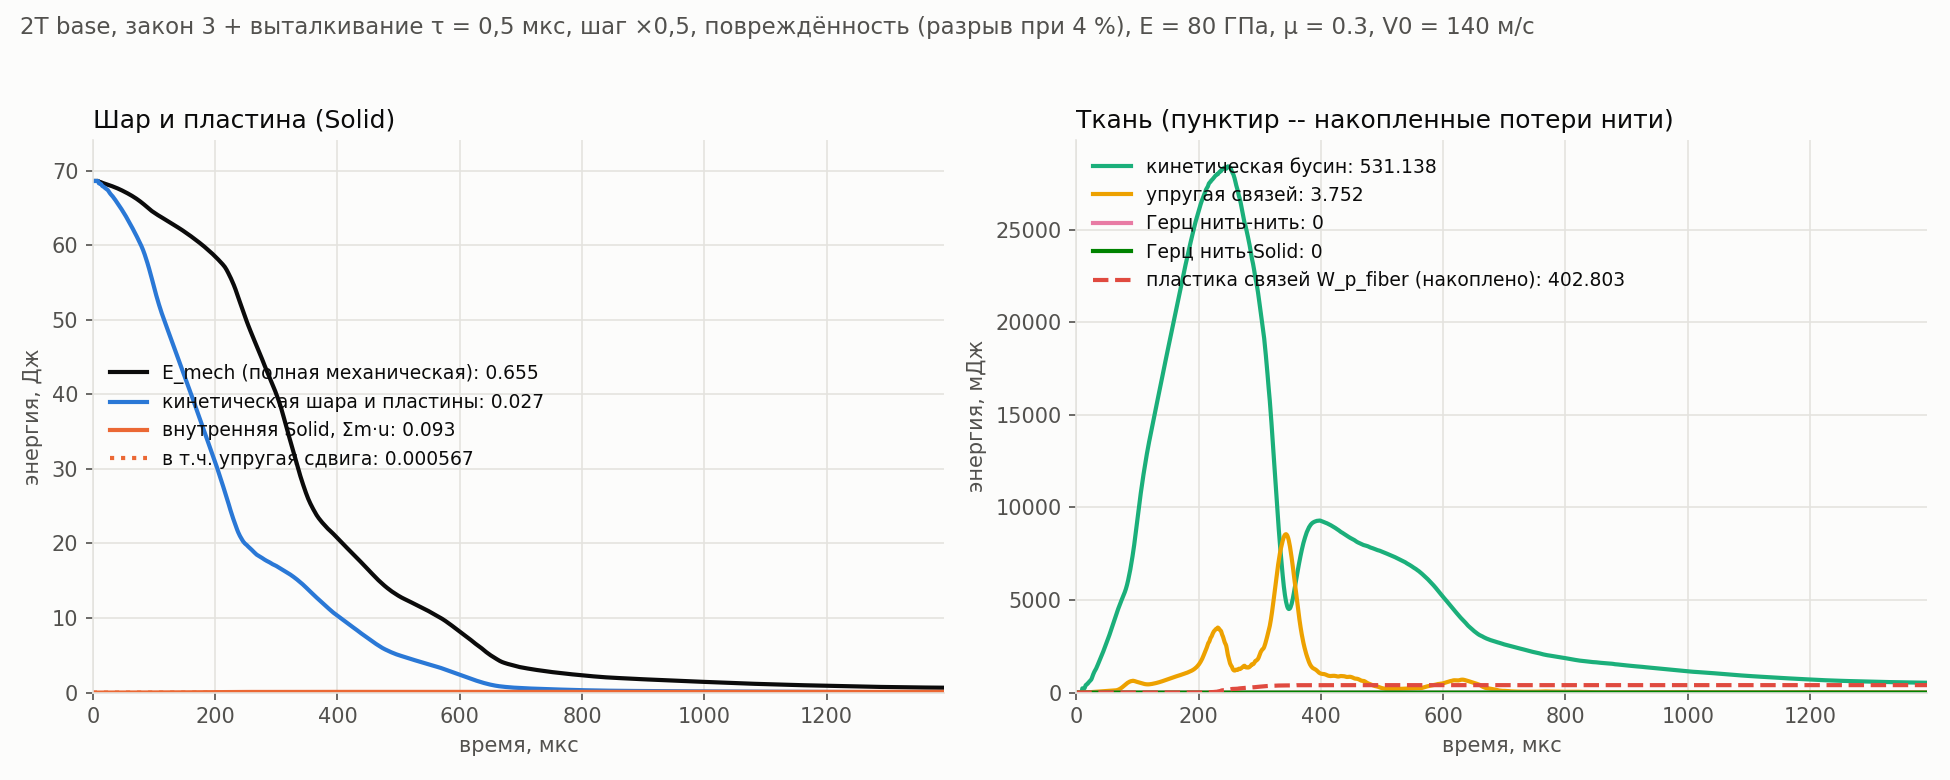 2T base, закон 3 + выталкивание τ = 0,5 мкс, шаг ×0,5, повреждённость (разрыв при 4 %), E = 80 ГПа, μ = 0.3, V0 = 140 м/с
Шар и пластина (Solid)
энергия, Дж
70
60
50
40
30
20
10
0
E_mech (полная механическая): 0.655
кинетическая шара и пластины: 0.027
внутренняя Solid, Σm·u: 0.093
в т.ч. упругая сдвига: 0.000567
0 200 400 600 800 1000 1200
время, мкс
Ткань (пунктир -- накопленные потери нити)
энергия, мДж
25000
20000
15000
10000
5000
0
кинетическая бусин: 531.138
упругая связей: 3.752
Герц нить-нить: 0
Герц нить-Solid: 0
пластика связей W_p_fiber (накоплено): 402.803
0 200 400 600 800 1000 1200
время, мкс